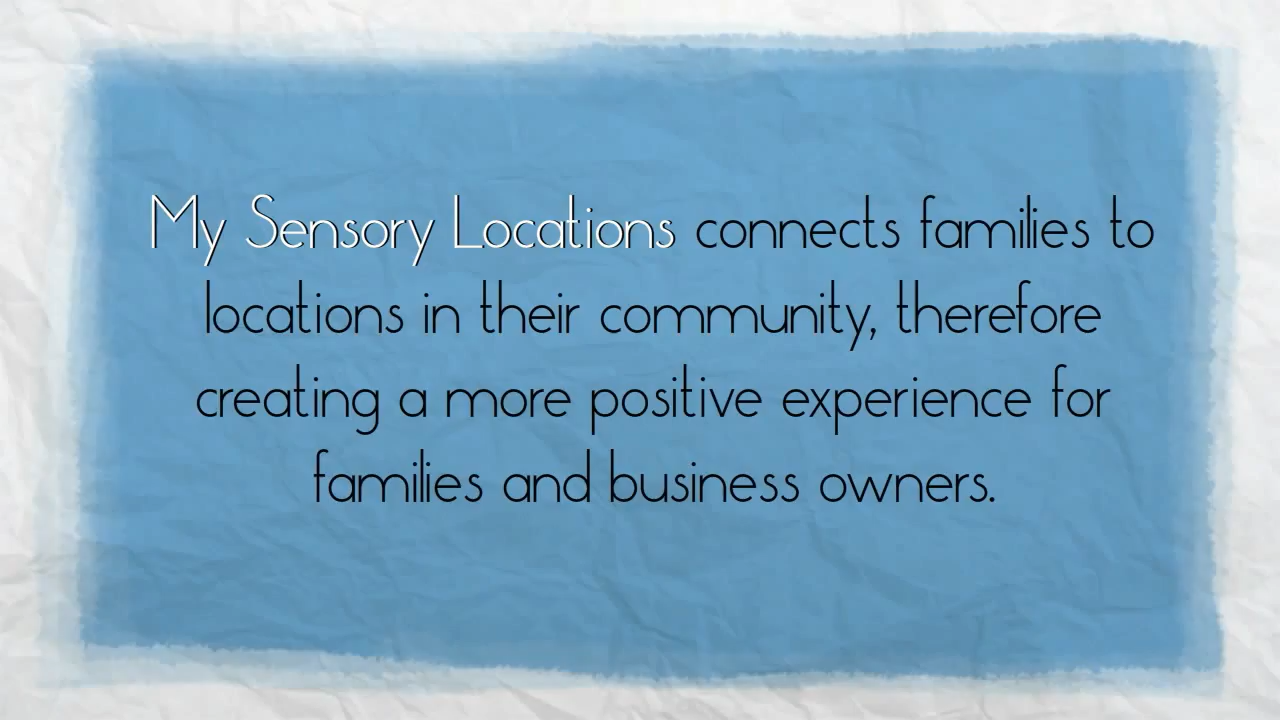 My Sensory Locations connects families to
locations in their community, therefore
creating a more positive experience for
families and business owners.